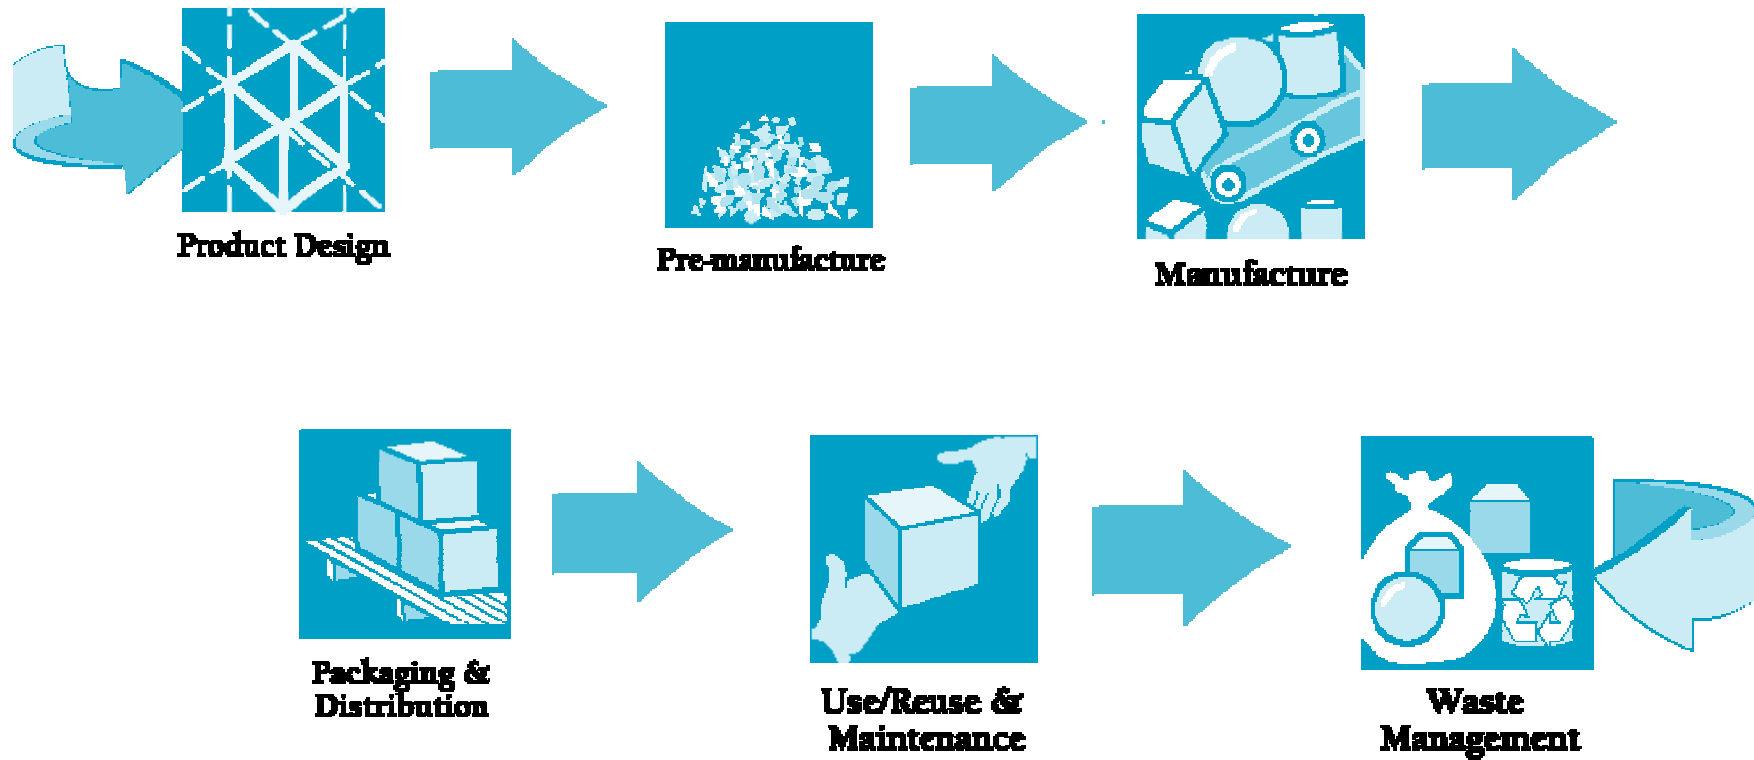 Product Design
Pre-manufacture
Manufacture
Packaging &
Distribution
Use/Reuse &
Maintenance
Waste
Management